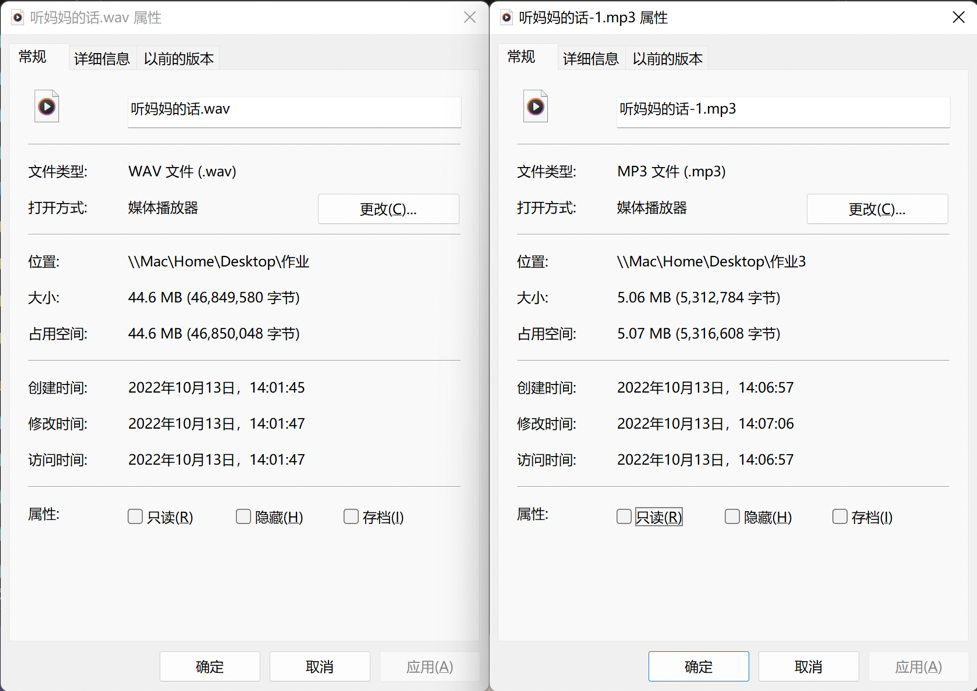 听妈妈的话.wav 属性
常规 详细信息 以前的版本
听妈妈的话.wav
文件类型: WAV 文件 (.wav)
打开方式: 媒体播放器 更改(C)...
位置: \\Mac\Home\Desktop\作业
大小: 44.6 MB (46,849,580 字节)
占用空间: 44.6 MB (46,850,048 字节)
创建时间: 2022年10月13日，14:01:45
修改时间: 2022年10月13日，14:01:47
访问时间: 2022年10月13日，14:01:47
属性: 只读(R) 隐藏(H) 存档(I)
确定 取消 应用(A)
听妈妈的话-1.mp3 属性
常规 详细信息 以前的版本
听妈妈的话-1.mp3
文件类型: MP3 文件 (.mp3)
打开方式: 媒体播放器 更改(C)...
位置: \\Mac\Home\Desktop\作业3
大小: 5.06 MB (5,312,784 字节)
占用空间: 5.07 MB (5,316,608 字节)
创建时间: 2022年10月13日，14:06:57
修改时间: 2022年10月13日，14:07:06
访问时间: 2022年10月13日，14:06:57
属性: 只读(R) 隐藏(H) 存档(I)
确定 取消 应用(A)